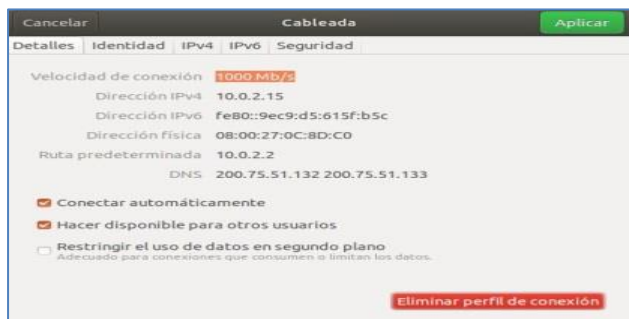 Cancelar Cableada Aplicar
Detalles Identidad IPv4 IPv6 Seguridad
Velocidad de conexión 1000 Mb/s
Dirección IPv4 10.0.2.15
Dirección IPv6 fe80::9ec9:d5:615f:b5c
Dirección física 08:00:27:0C:8D:C0
Ruta predeterminada 10.0.2.2
DNS 200.75.51.132 200.75.51.133
Conectar automáticamente
Hacer disponible para otros usuarios
Restringir el uso de datos en segundo plano
Adecuado para conexiones que consumen o limitan los datos.
Eliminar perfil de conexión